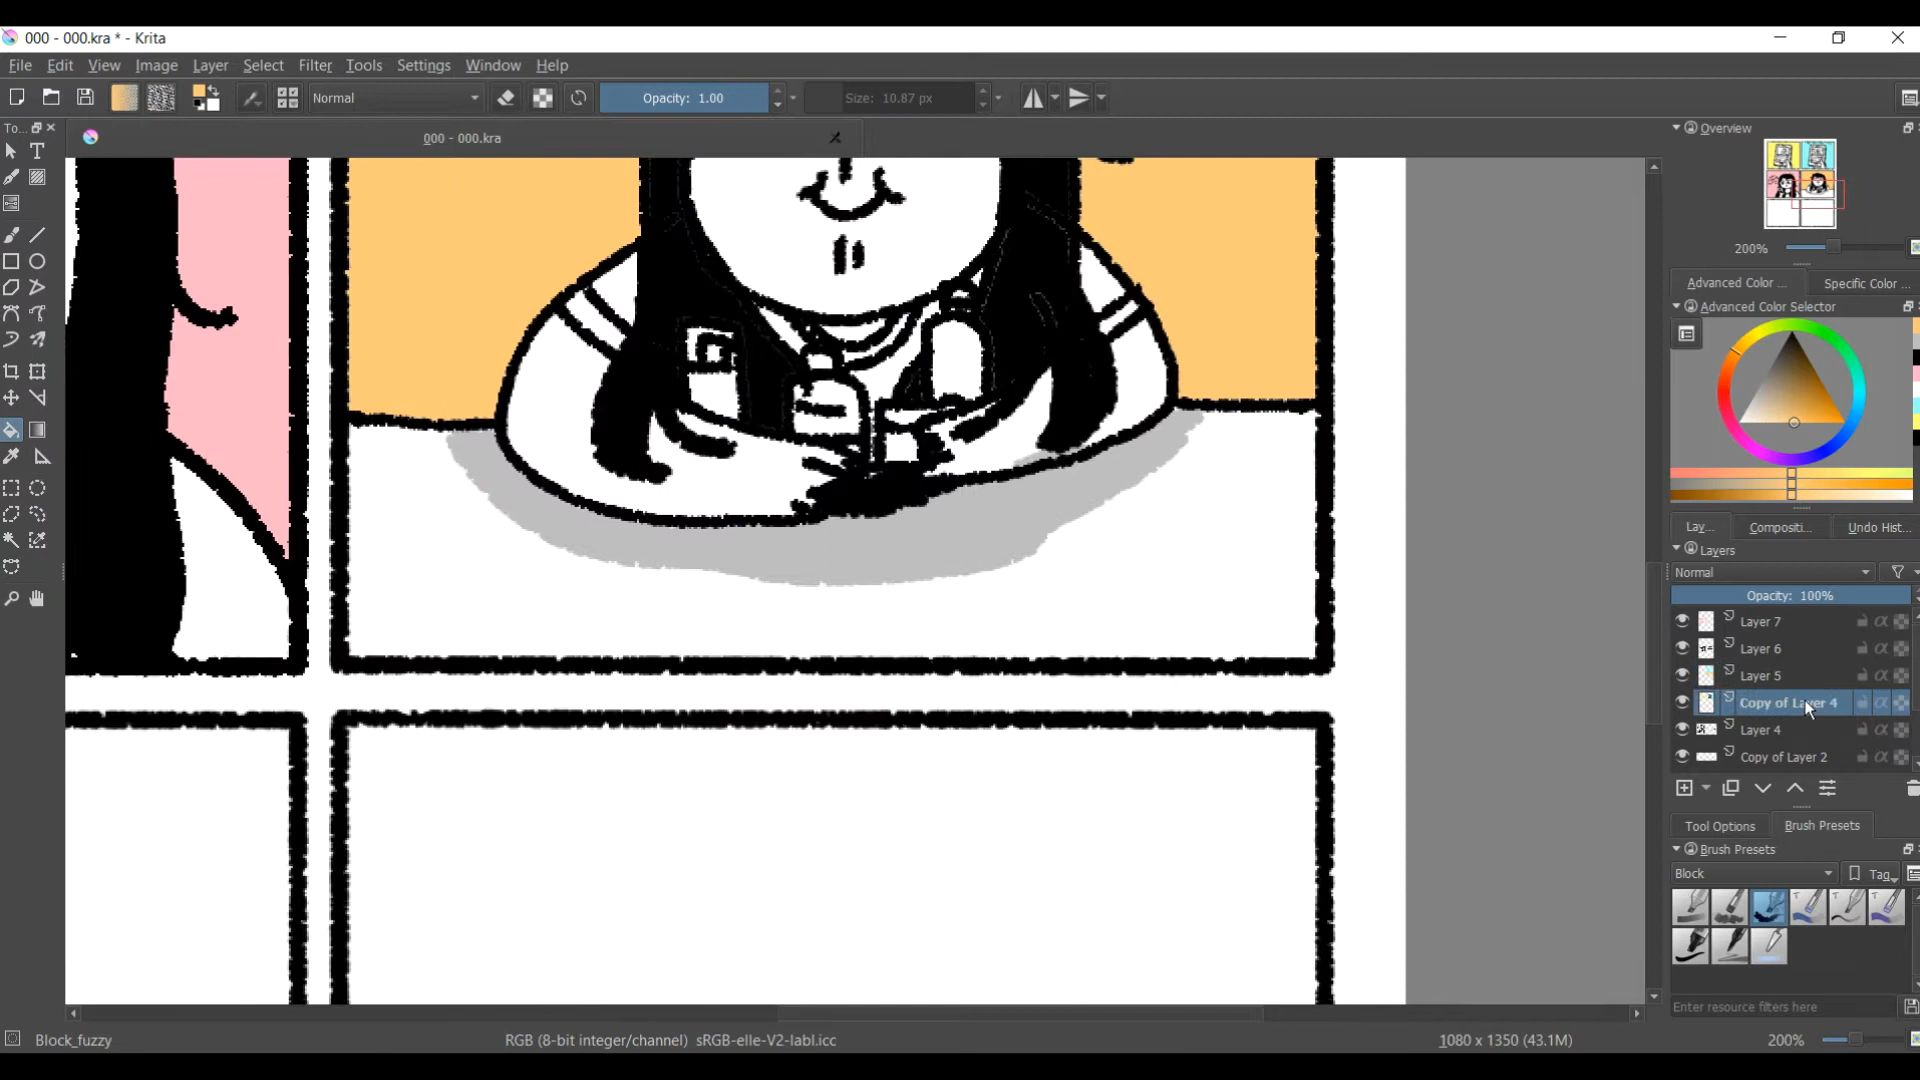 000 - 000.kra * - Krita
File Edit View Image Layer Select Filter Tools Settings Window Help
Normal Opacity: 1.00 Size: 10.87 px
To...
000 - 000.kra
Overview
200%
Advanced Color ... Specific Color ...
Advanced Color Selector
Lay... Compositi... Undo Hist...
Layers
Normal
Opacity: 100%
Layer 7
Layer 6
Layer 5
Copy of Layer 4
Layer 4
Copy of Layer 2
Tool Options Brush Presets
Brush Presets
Block Tag
Enter resource filters here
Block_fuzzy RGB (8-bit integer/channel) sRGB-elle-V2-labl.icc 1080 x 1350 (43.1M) 200%